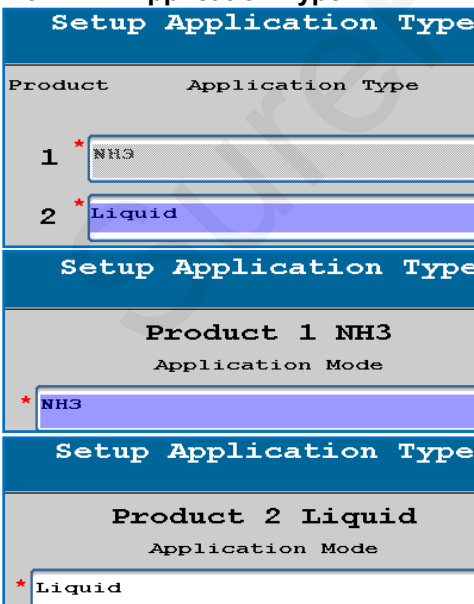 Setup Application Type
Product Application Type
1 * NH3
2 * Liquid
Setup Application Type
Product 1 NH3
Application Mode
* NH3
Setup Application Type
Product 2 Liquid
Application Mode
* Liquid